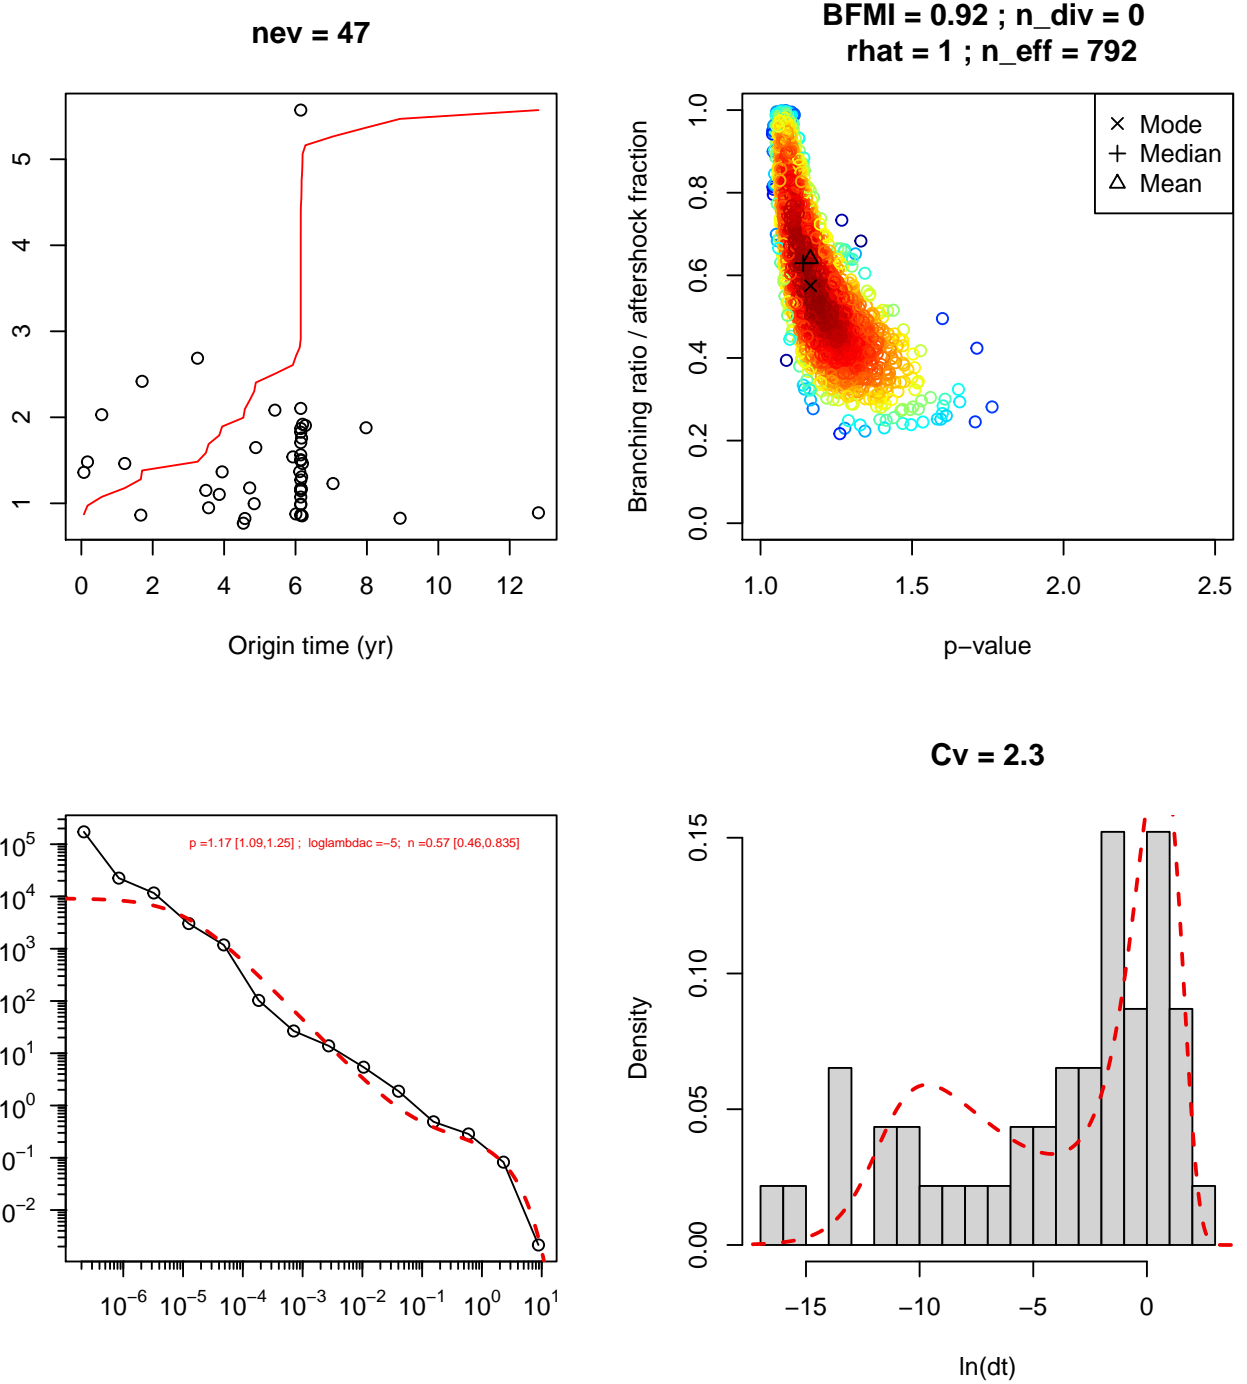 nev = 47
5
4
3
2
1
0 2 4 6 8 10 12
Origin time (yr)
BFMI = 0.92 ; n_div = 0
rhat = 1 ; n_eff = 792
Branching ratio / aftershock fraction
1.0
0.8
0.6
0.4
0.2
0.0
Mode
Median
Mean
1.0 1.5 2.0 2.5
p−value
10^5
10^4
10^3
10^2
10^1
10^0
0^−1
0^−2
p =1.17 [1.09,1.25] ; loglambdac =−5; n =0.57 [0.46,0.835]
10^−6 10^−5 10^−4 10^−3 10^−2 10^−1 10^0 10^1
Cv = 2.3
Density
0.15
0.10
0.05
0.00
−15 −10 −5 0
ln(dt)